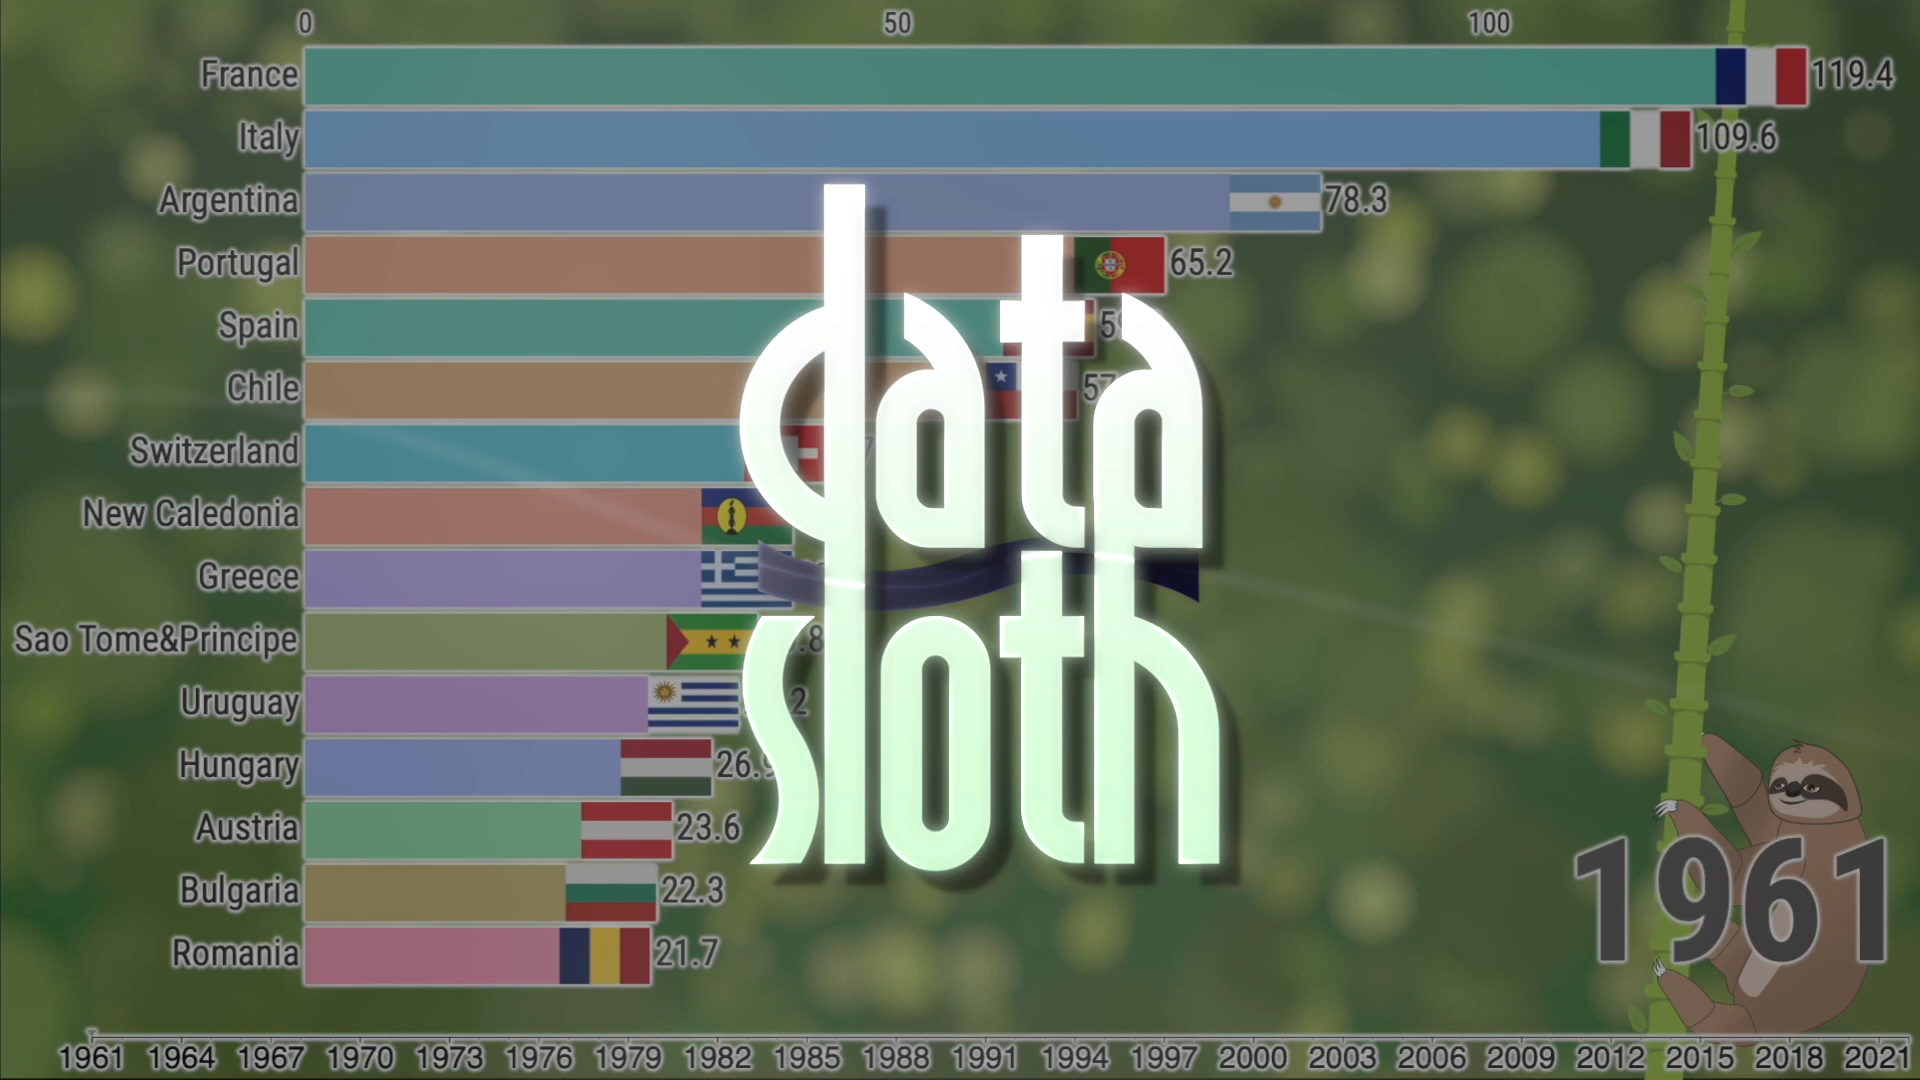 0 50 100
France 119.4
Italy 109.6
Argentina 78.3
Portugal 65.2
Spain
Chile
Switzerland
New Caledonia
Greece
Sao Tome&Principe
Uruguay
Hungary 26.9
Austria 23.6
Bulgaria 22.3
Romania 21.7
data
sloth
1961
1961 1964 1967 1970 1973 1976 1979 1982 1985 1988 1991 1994 1997 2000 2003 2006 2009 2012 2015 2018 2021